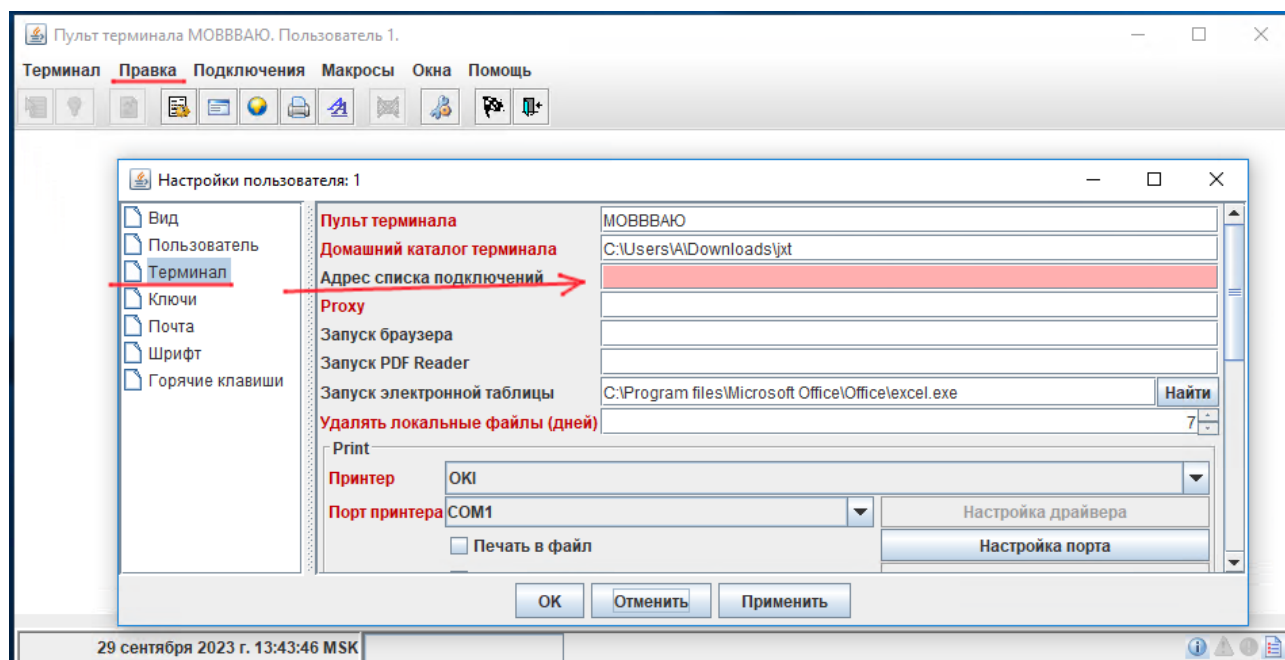 Пульт терминала МОВВВАЮ. Пользователь 1.
Терминал Правка Подключения Макросы Окна Помощь
Настройки пользователя: 1
Вид
Пользователь
Терминал
Ключи
Почта
Шрифт
Горячие клавиши
Пульт терминала МОВВВАЮ
Домашний каталог терминала C:\Users\A\Downloads\jxt
Адрес списка подключений
Proxy
Запуск браузера
Запуск PDF Reader
Запуск электронной таблицы C:\Program files\Microsoft Office\Office\excel.exe Найти
Удалять локальные файлы (дней) 7
Print
Принтер OKI
Порт принтера COM1 Настройка драйвера
Печать в файл Настройка порта
OK Отменить Применить
29 сентября 2023 г. 13:43:46 MSK